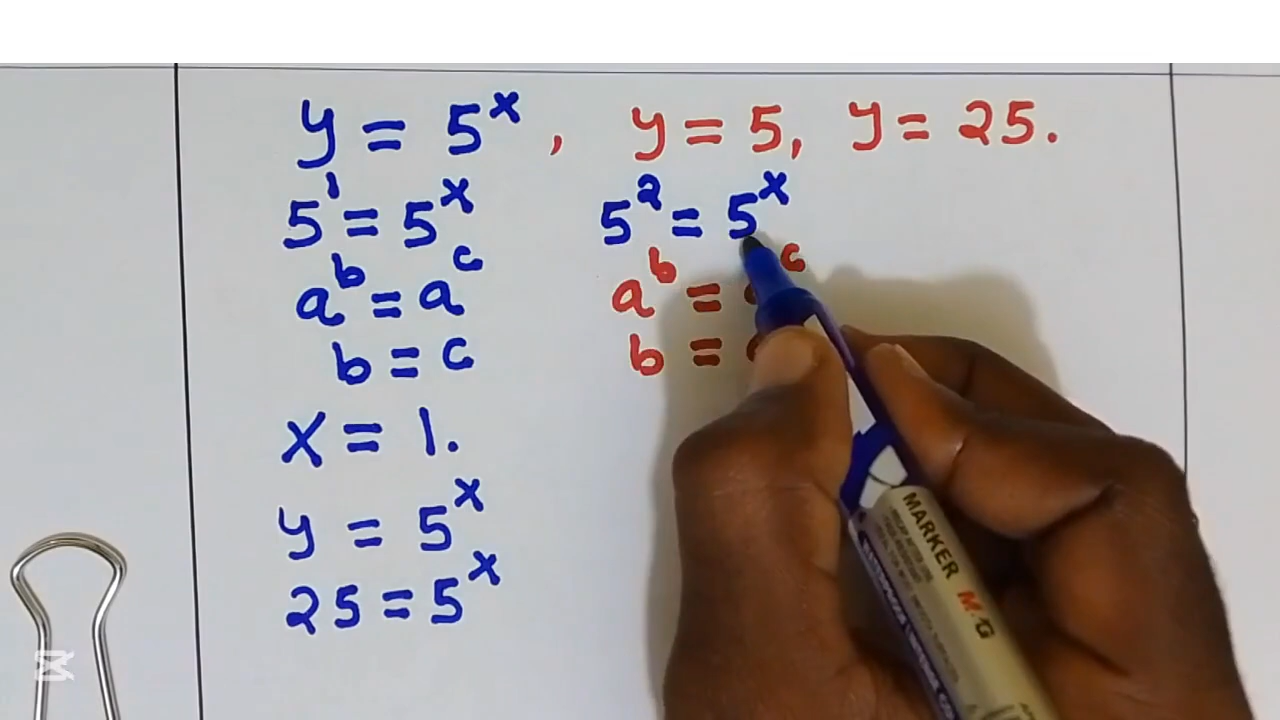 y = 5^x, y = 5, y = 25.
5^1 = 5^x
a^b = a^c
b = c
x = 1.
y = 5^x
25 = 5^x
5^2 = 5^x
a^b = c
b =
MARKER M&G